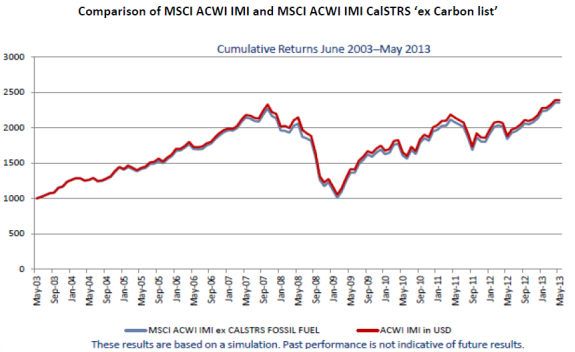 Comparison of MSCI ACWI IMI and MSCI ACWI IMI CalSTRS ‘ex Carbon list’
Cumulative Returns June 2003–May 2013
3000
2500
2000
1500
1000
500
0
May-03
Sep-03
Jan-04
May-04
Sep-04
Jan-05
May-05
Sep-05
Jan-06
May-06
Sep-06
Jan-07
May-07
Sep-07
Jan-08
May-08
Sep-08
Jan-09
May-09
Sep-09
Jan-10
May-10
Sep-10
Jan-11
May-11
Sep-11
Jan-12
May-12
Sep-12
Jan-13
May-13
MSCI ACWI IMI ex CALSTRS FOSSIL FUEL
ACWI IMI in USD
These results are based on a simulation. Past performance is not indicative of future results.